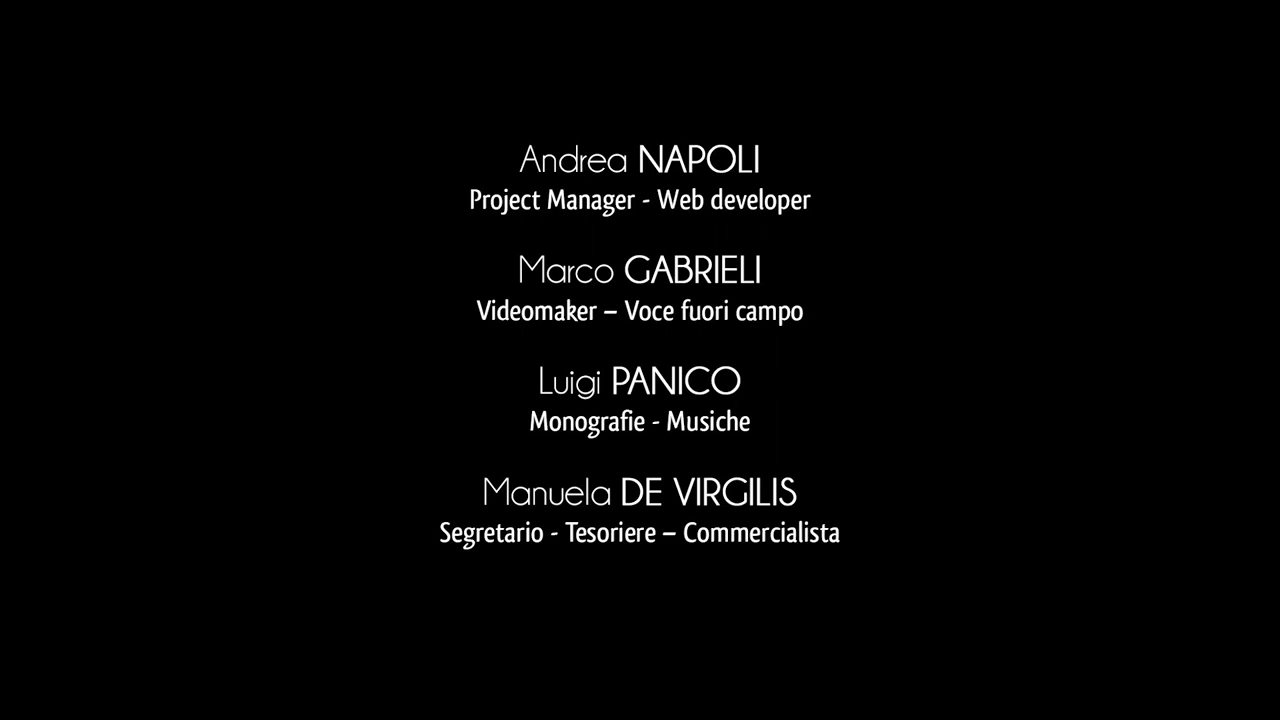 Andrea NAPOLI
Project Manager - Web developer
Marco GABRIELI
Videomaker – Voce fuori campo
Luigi PANICO
Monografie - Musiche
Manuela DE VIRGILIS
Segretario - Tesoriere – Commercialista